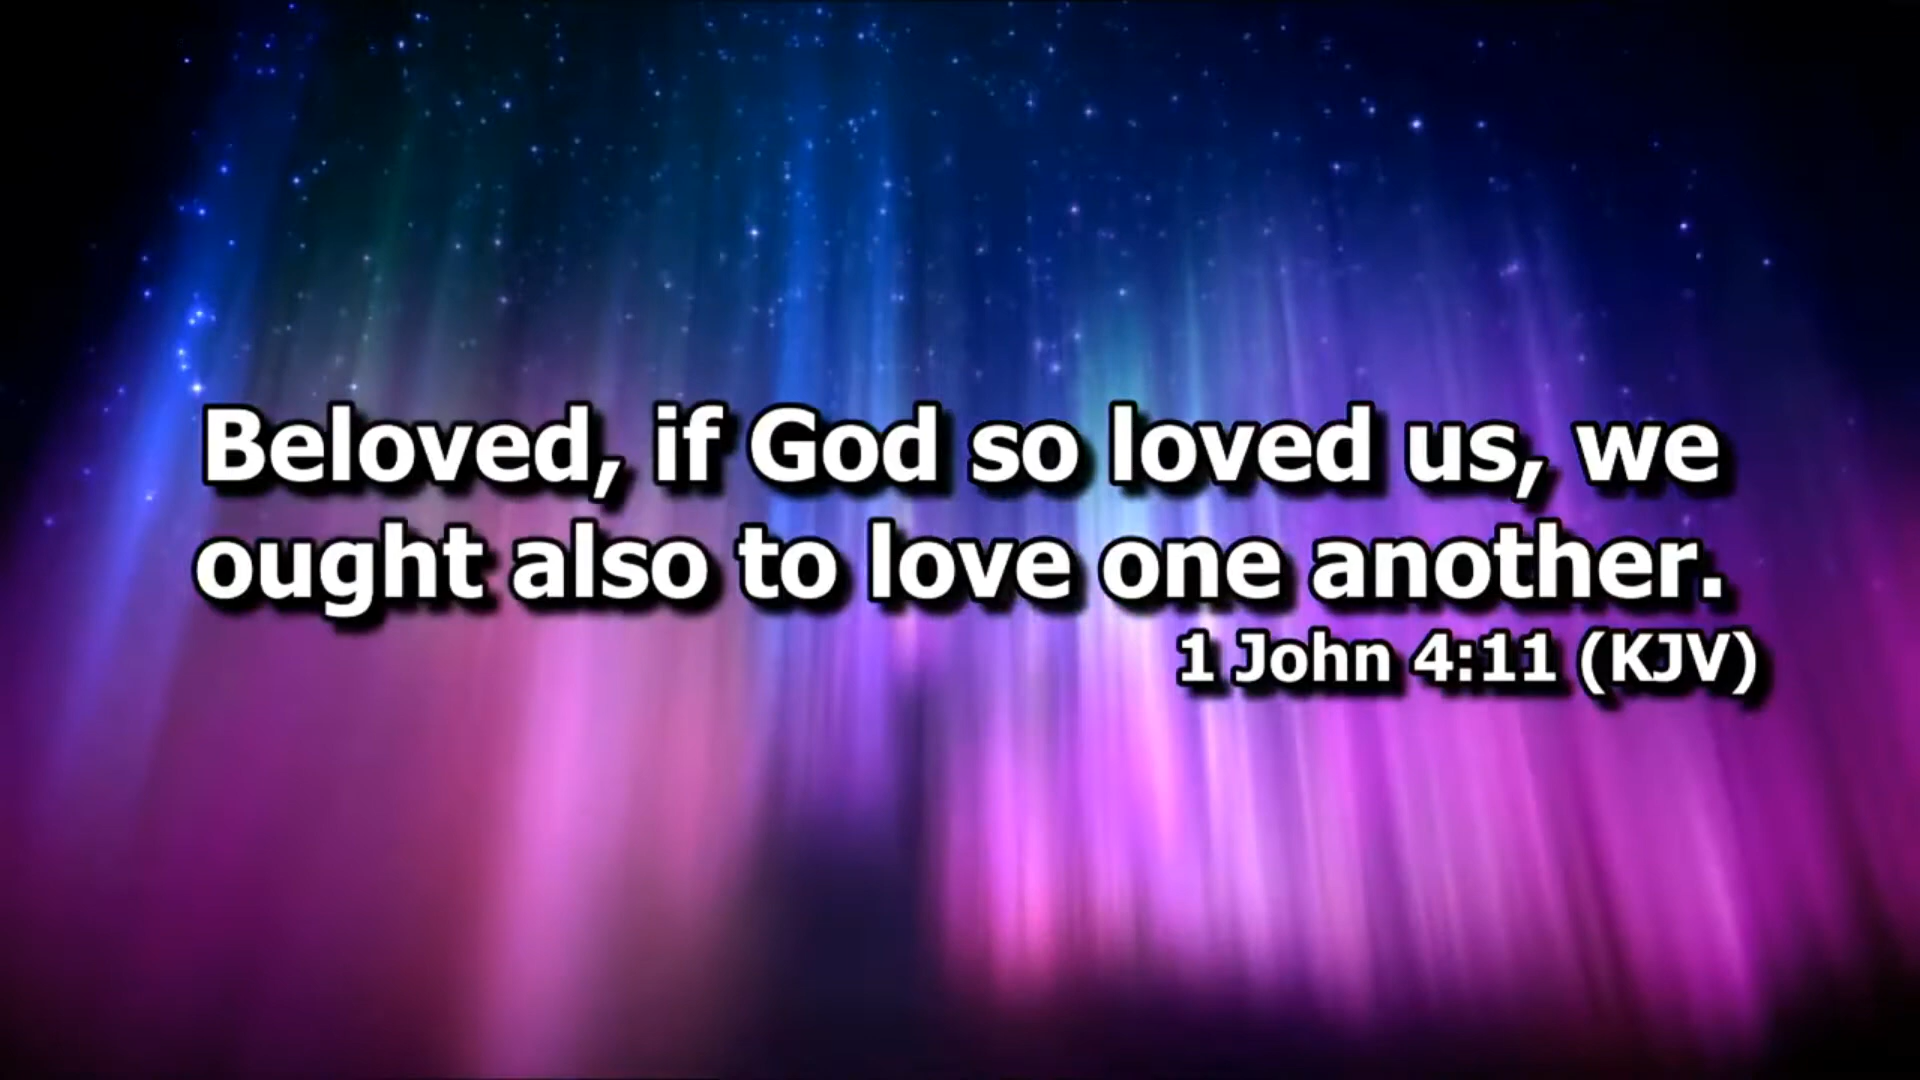 Beloved, if God so loved us, we
ought also to love one another.
1 John 4:11 (KJV)